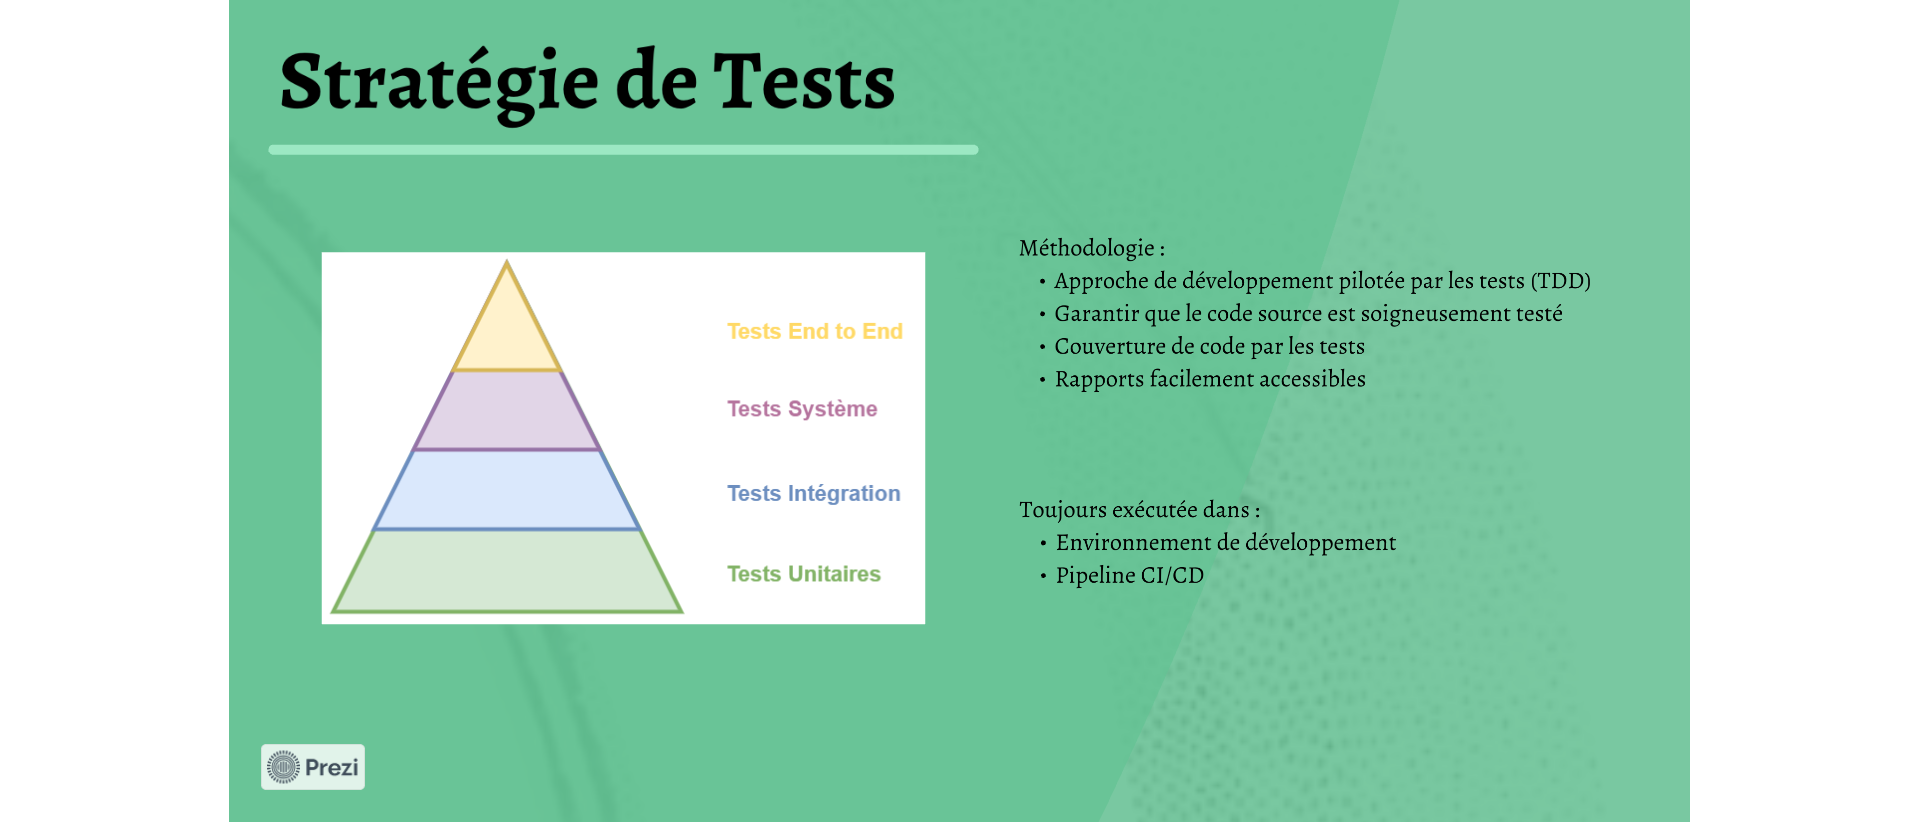 Stratégie de Tests
Tests End to End
Tests Système
Tests Intégration
Tests Unitaires
Méthodologie :
• Approche de développement pilotée par les tests (TDD)
• Garantir que le code source est soigneusement testé
• Couverture de code par les tests
• Rapports facilement accessibles
Toujours exécutée dans :
• Environnement de développement
• Pipeline CI/CD
Prezi